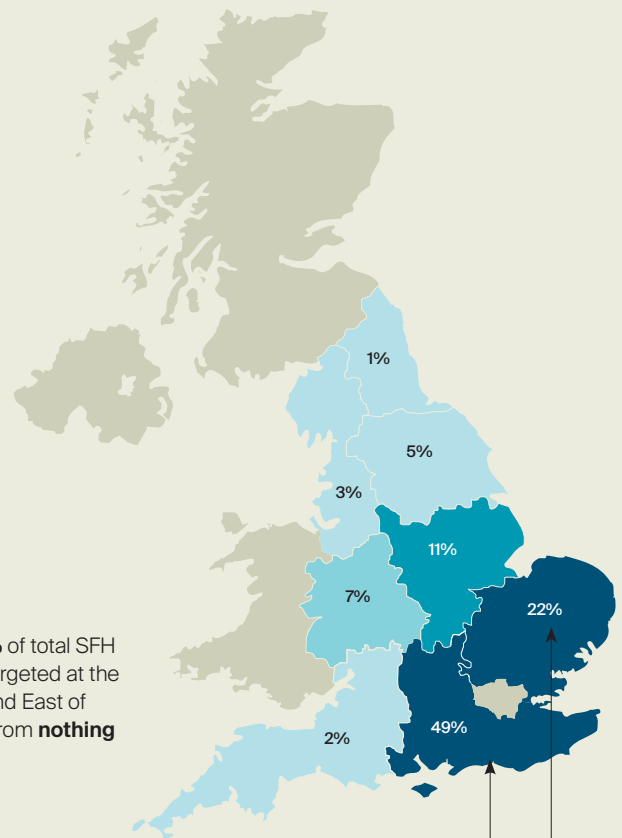 1%
5%
3%
11%
7%
22%
of total SFH
rgeted at the
nd East of
rom nothing
49%
2%